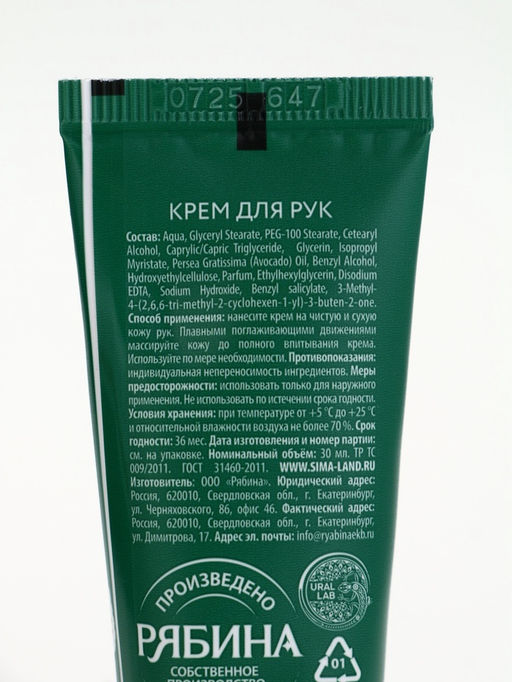 0725 647
КРЕМ ДЛЯ РУК
Состав: Aqua, Glyceryl Stearate, PEG-100 Stearate, Cetearyl
Alcohol, Caprylic/Capric Triglyceride, Glycerin, Isopropyl
Myristate, Persea Gratissima (Avocado) Oil, Benzyl Alcohol,
Hydroxyethylcellulose, Parfum, Ethylhexylglycerin, Disodium
EDTA, Sodium Hydroxide, Benzyl salicylate, 3-Methyl-
4-(2,6,6-tri-methyl-2-cyclohexen-1-yl)-3-buten-2-one.
Способ применения: нанесите крем на чистую и сухую
кожу рук. Плавными поглаживающими движениями
массируйте кожу до полного впитывания крема.
Используйте по мере необходимости. Противопоказания:
индивидуальная непереносимость ингредиентов. Меры
предосторожности: использовать только для наружного
применения. Не использовать по истечении срока годности.
Условия хранения: при температуре от +5 °С до +25 °С
и относительной влажности воздуха не более 70 %. Срок
годности: 36 мес. Дата изготовления и номер партии:
см. на упаковке. Номинальный объём: 30 мл. ТР ТС
009/2011. ГОСТ 31460-2011. WWW.SIMA-LAND.RU
Изготовитель: ООО «Рябина». Юридический адрес:
Россия, 620010, Свердловская обл., г. Екатеринбург,
ул. Черняховского, 86, офис 46. Фактический адрес:
Россия, 620010, Свердловская обл., г. Екатеринбург,
ул. Димитрова, 17. Адрес эл. почты: info@ryabinaekb.ru
ПРОИЗВЕДЕНО
URAL
LAB
РЯБИНА
СОБСТВЕННОЕ
ПРОИЗВОДСТВО
01